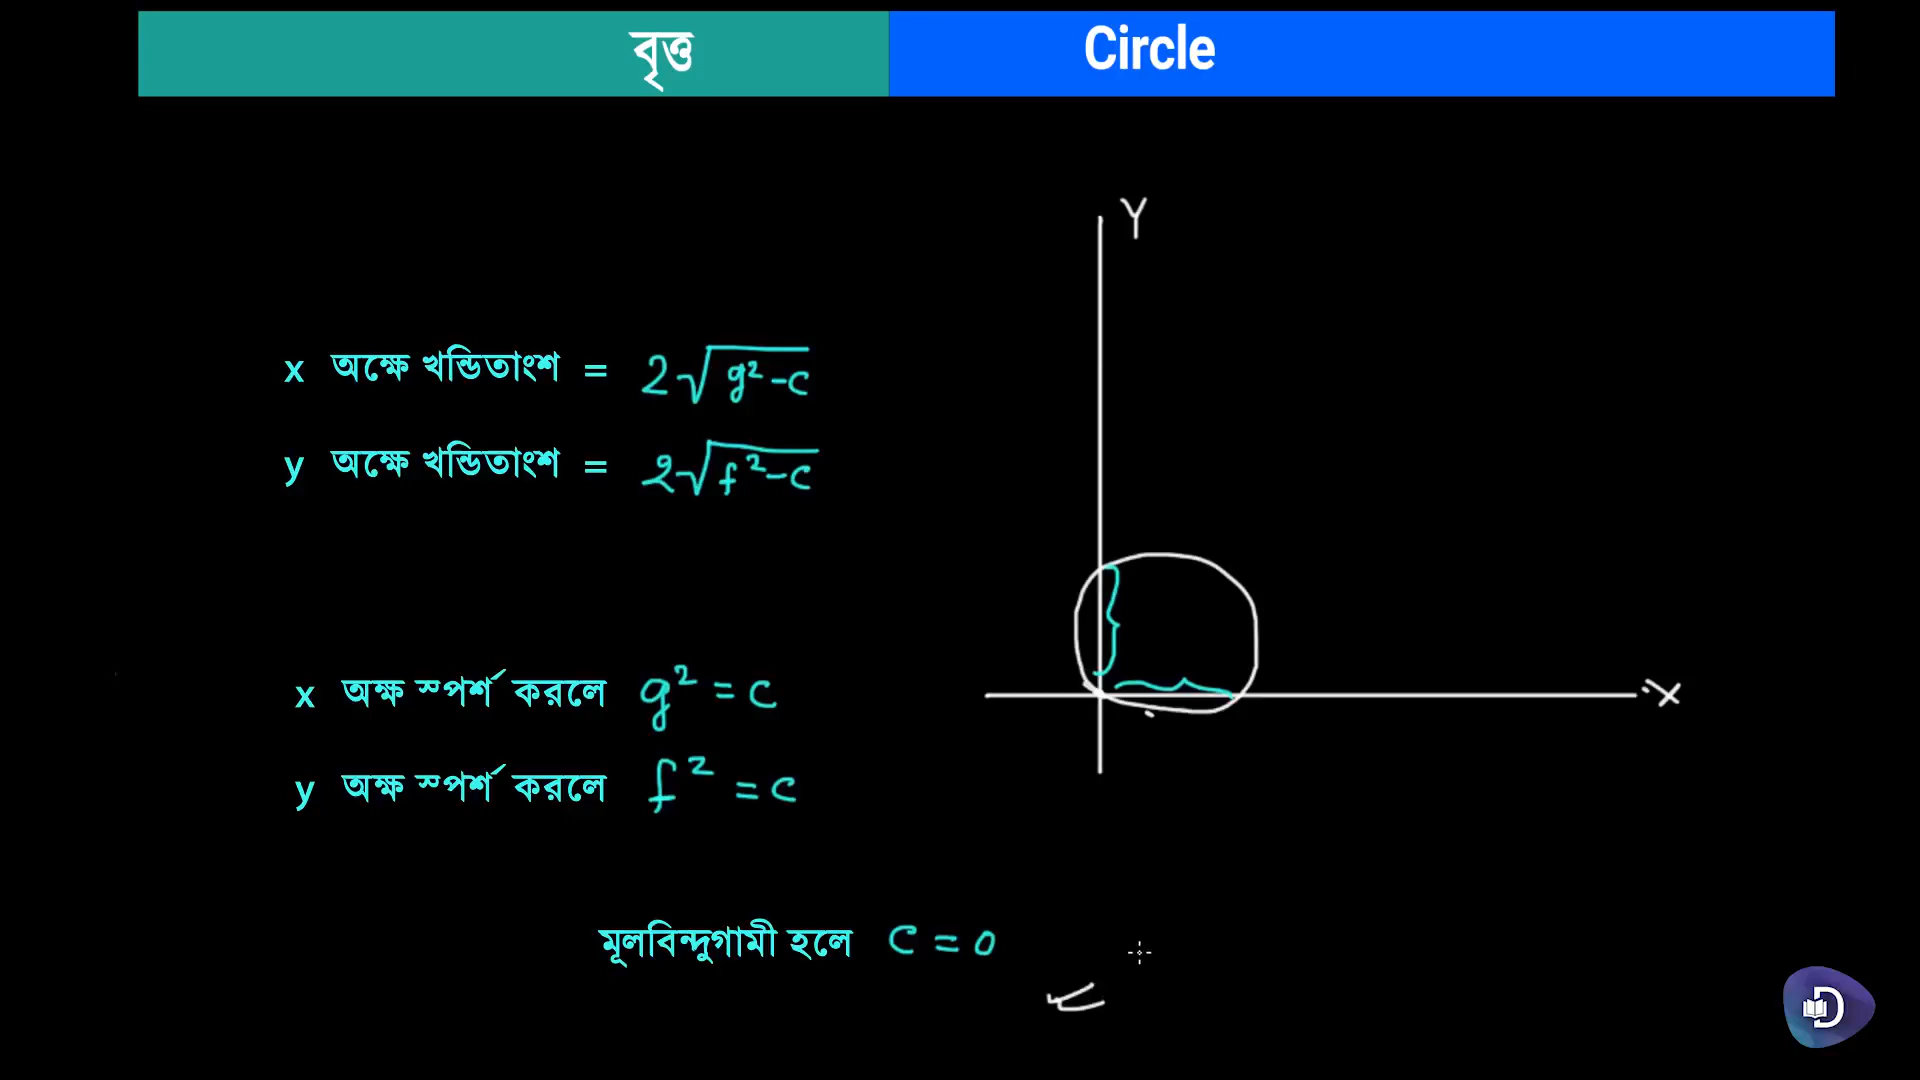 বৃত্ত Circle
Y
x অক্ষে খন্ডিতাংশ = 2√(g²-c)
y অক্ষে খন্ডিতাংশ = 2√(f²-c)
x অক্ষ স্পর্শ করলে g² = c
X
y অক্ষ স্পর্শ করলে f² = c
মূলবিন্দুগামী হলে c = 0
D